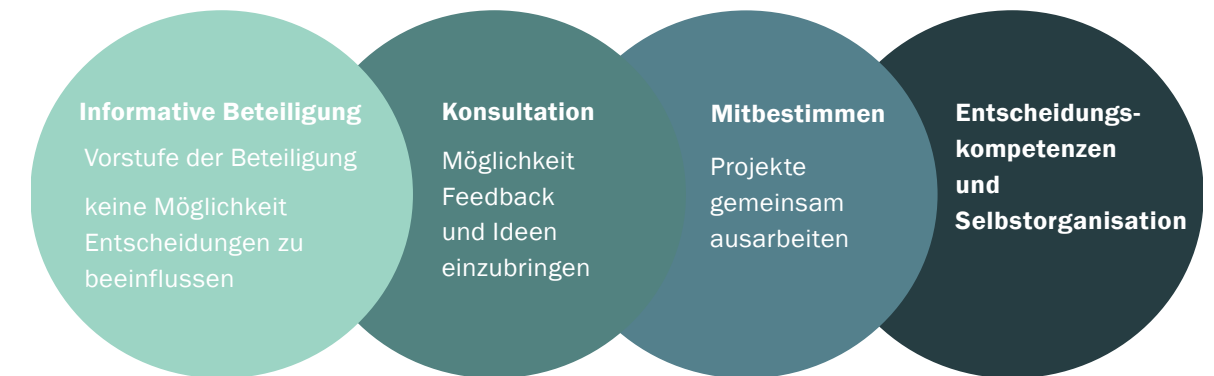 Informative Beteiligung
Vorstufe der Beteiligung
keine Möglichkeit
Entscheidungen zu
beeinflussen
Konsultation
Möglichkeit
Feedback
und Ideen
einzubringen
Mitbestimmen
Projekte
gemeinsam
ausarbeiten
Entscheidungs-
kompetenzen
und
Selbstorganisation